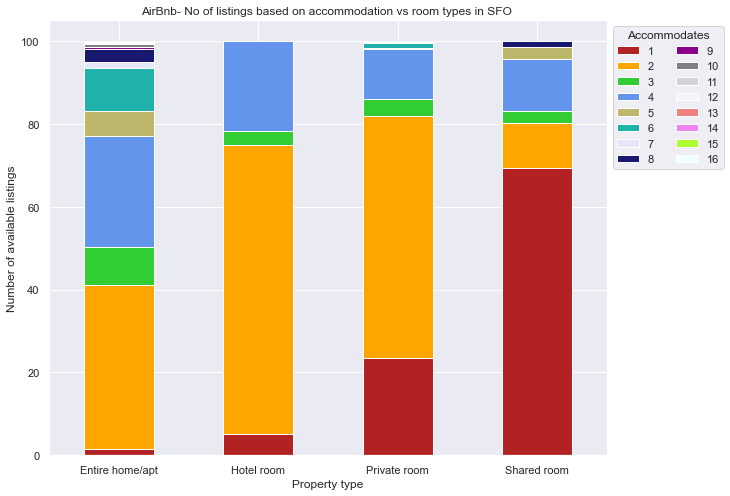 AirBnb- No of listings based on accommodation vs room types in SFO
Number of available listings
100
80
60
40
20
0
Entire home/apt
Hotel room
Private room
Shared room
Property type
Accommodates
1
2
3
4
5
6
7
8
9
10
11
12
13
14
15
16